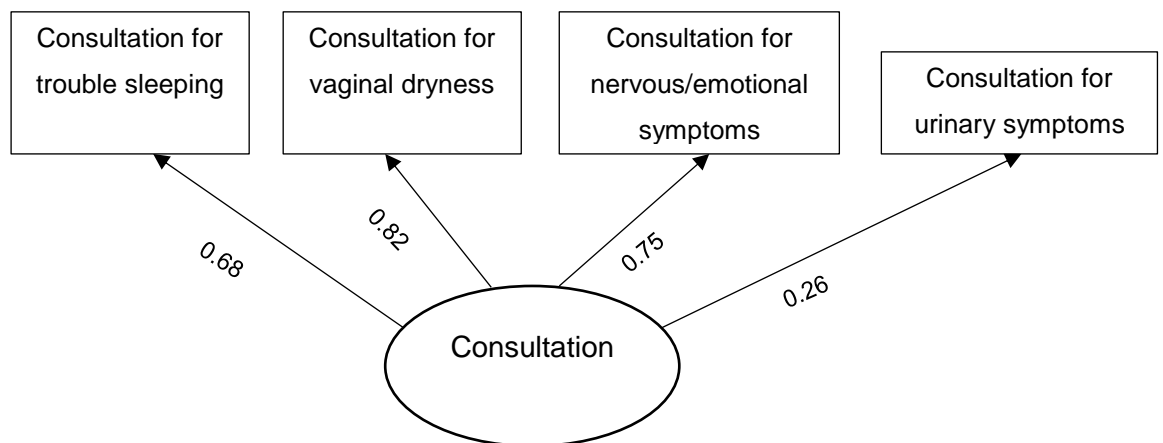 Consultation for
trouble sleeping
Consultation for
vaginal dryness
Consultation for
nervous/emotional
symptoms
Consultation for
urinary symptoms
0.68
0.82
0.75
0.26
Consultation